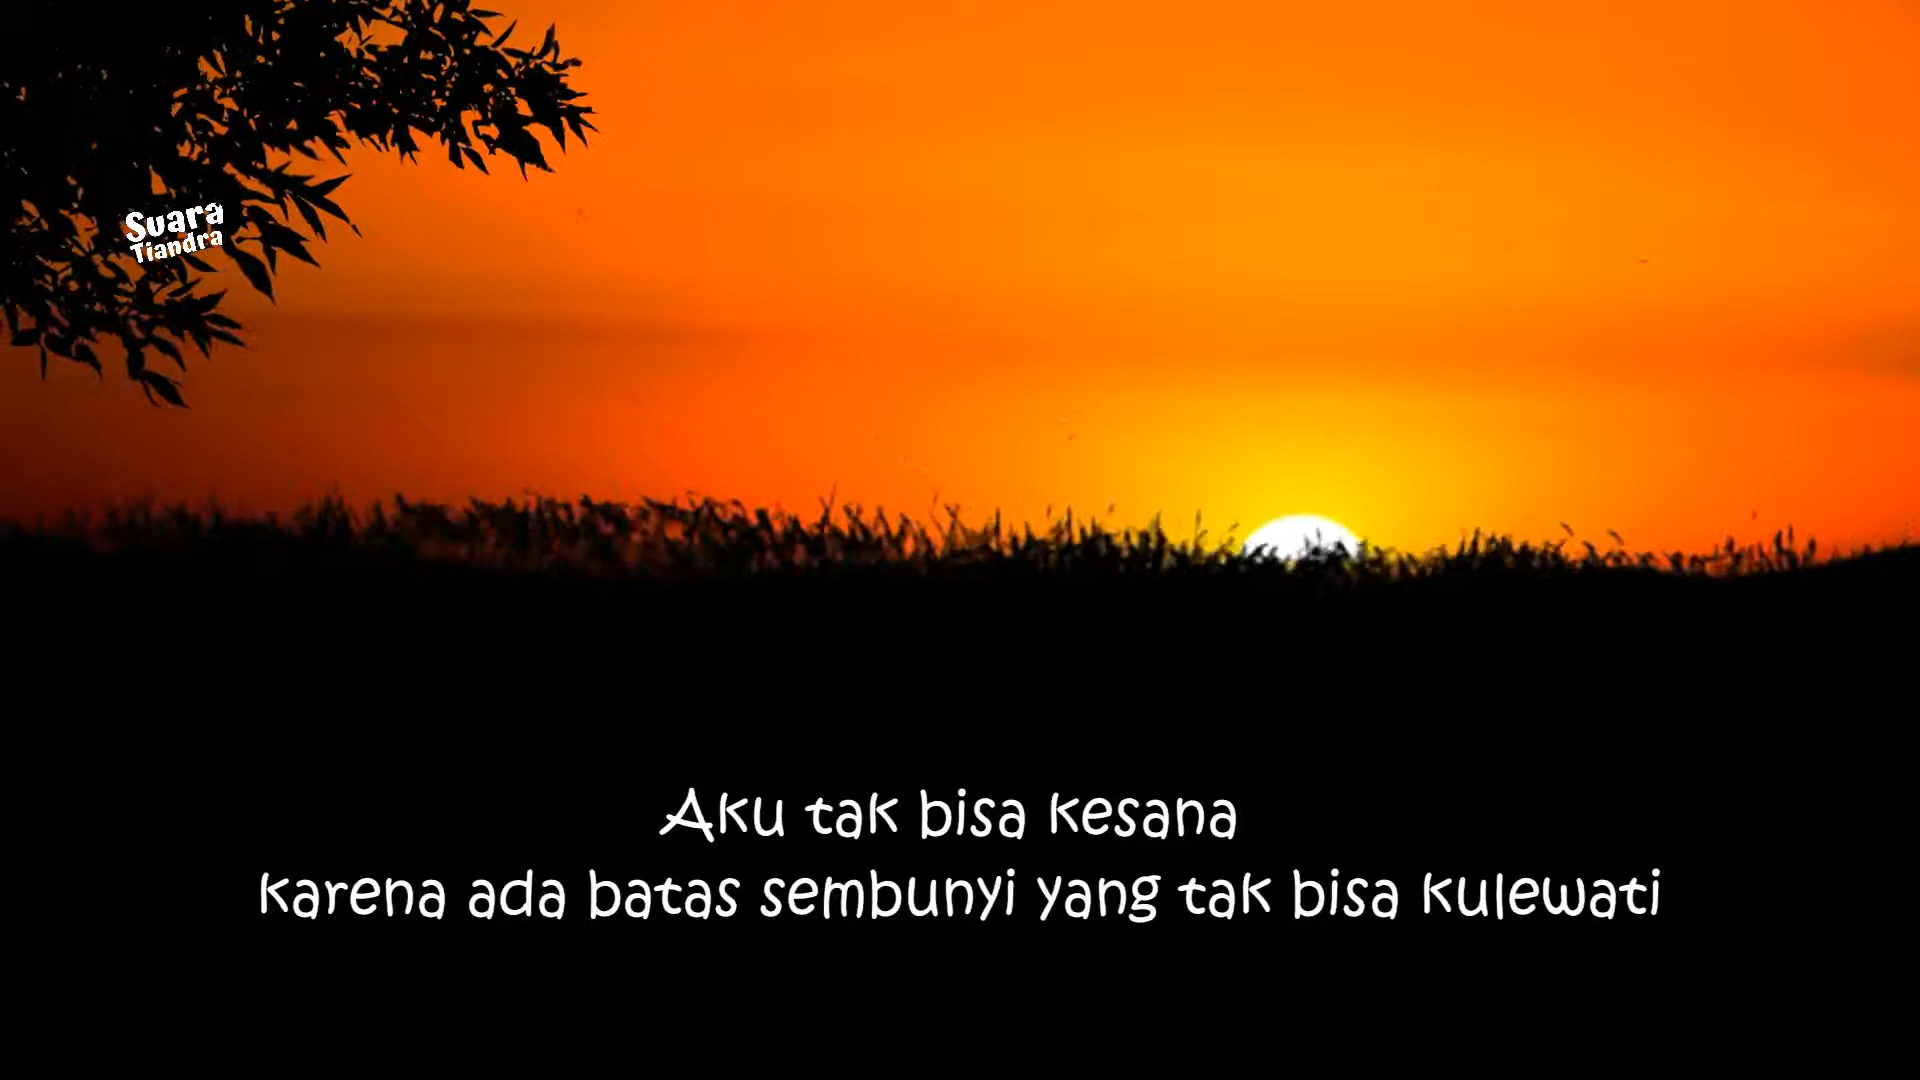 Suara
Tiandra
Aku tak bisa kesana
karena ada batas sembunyi yang tak bisa kulewati